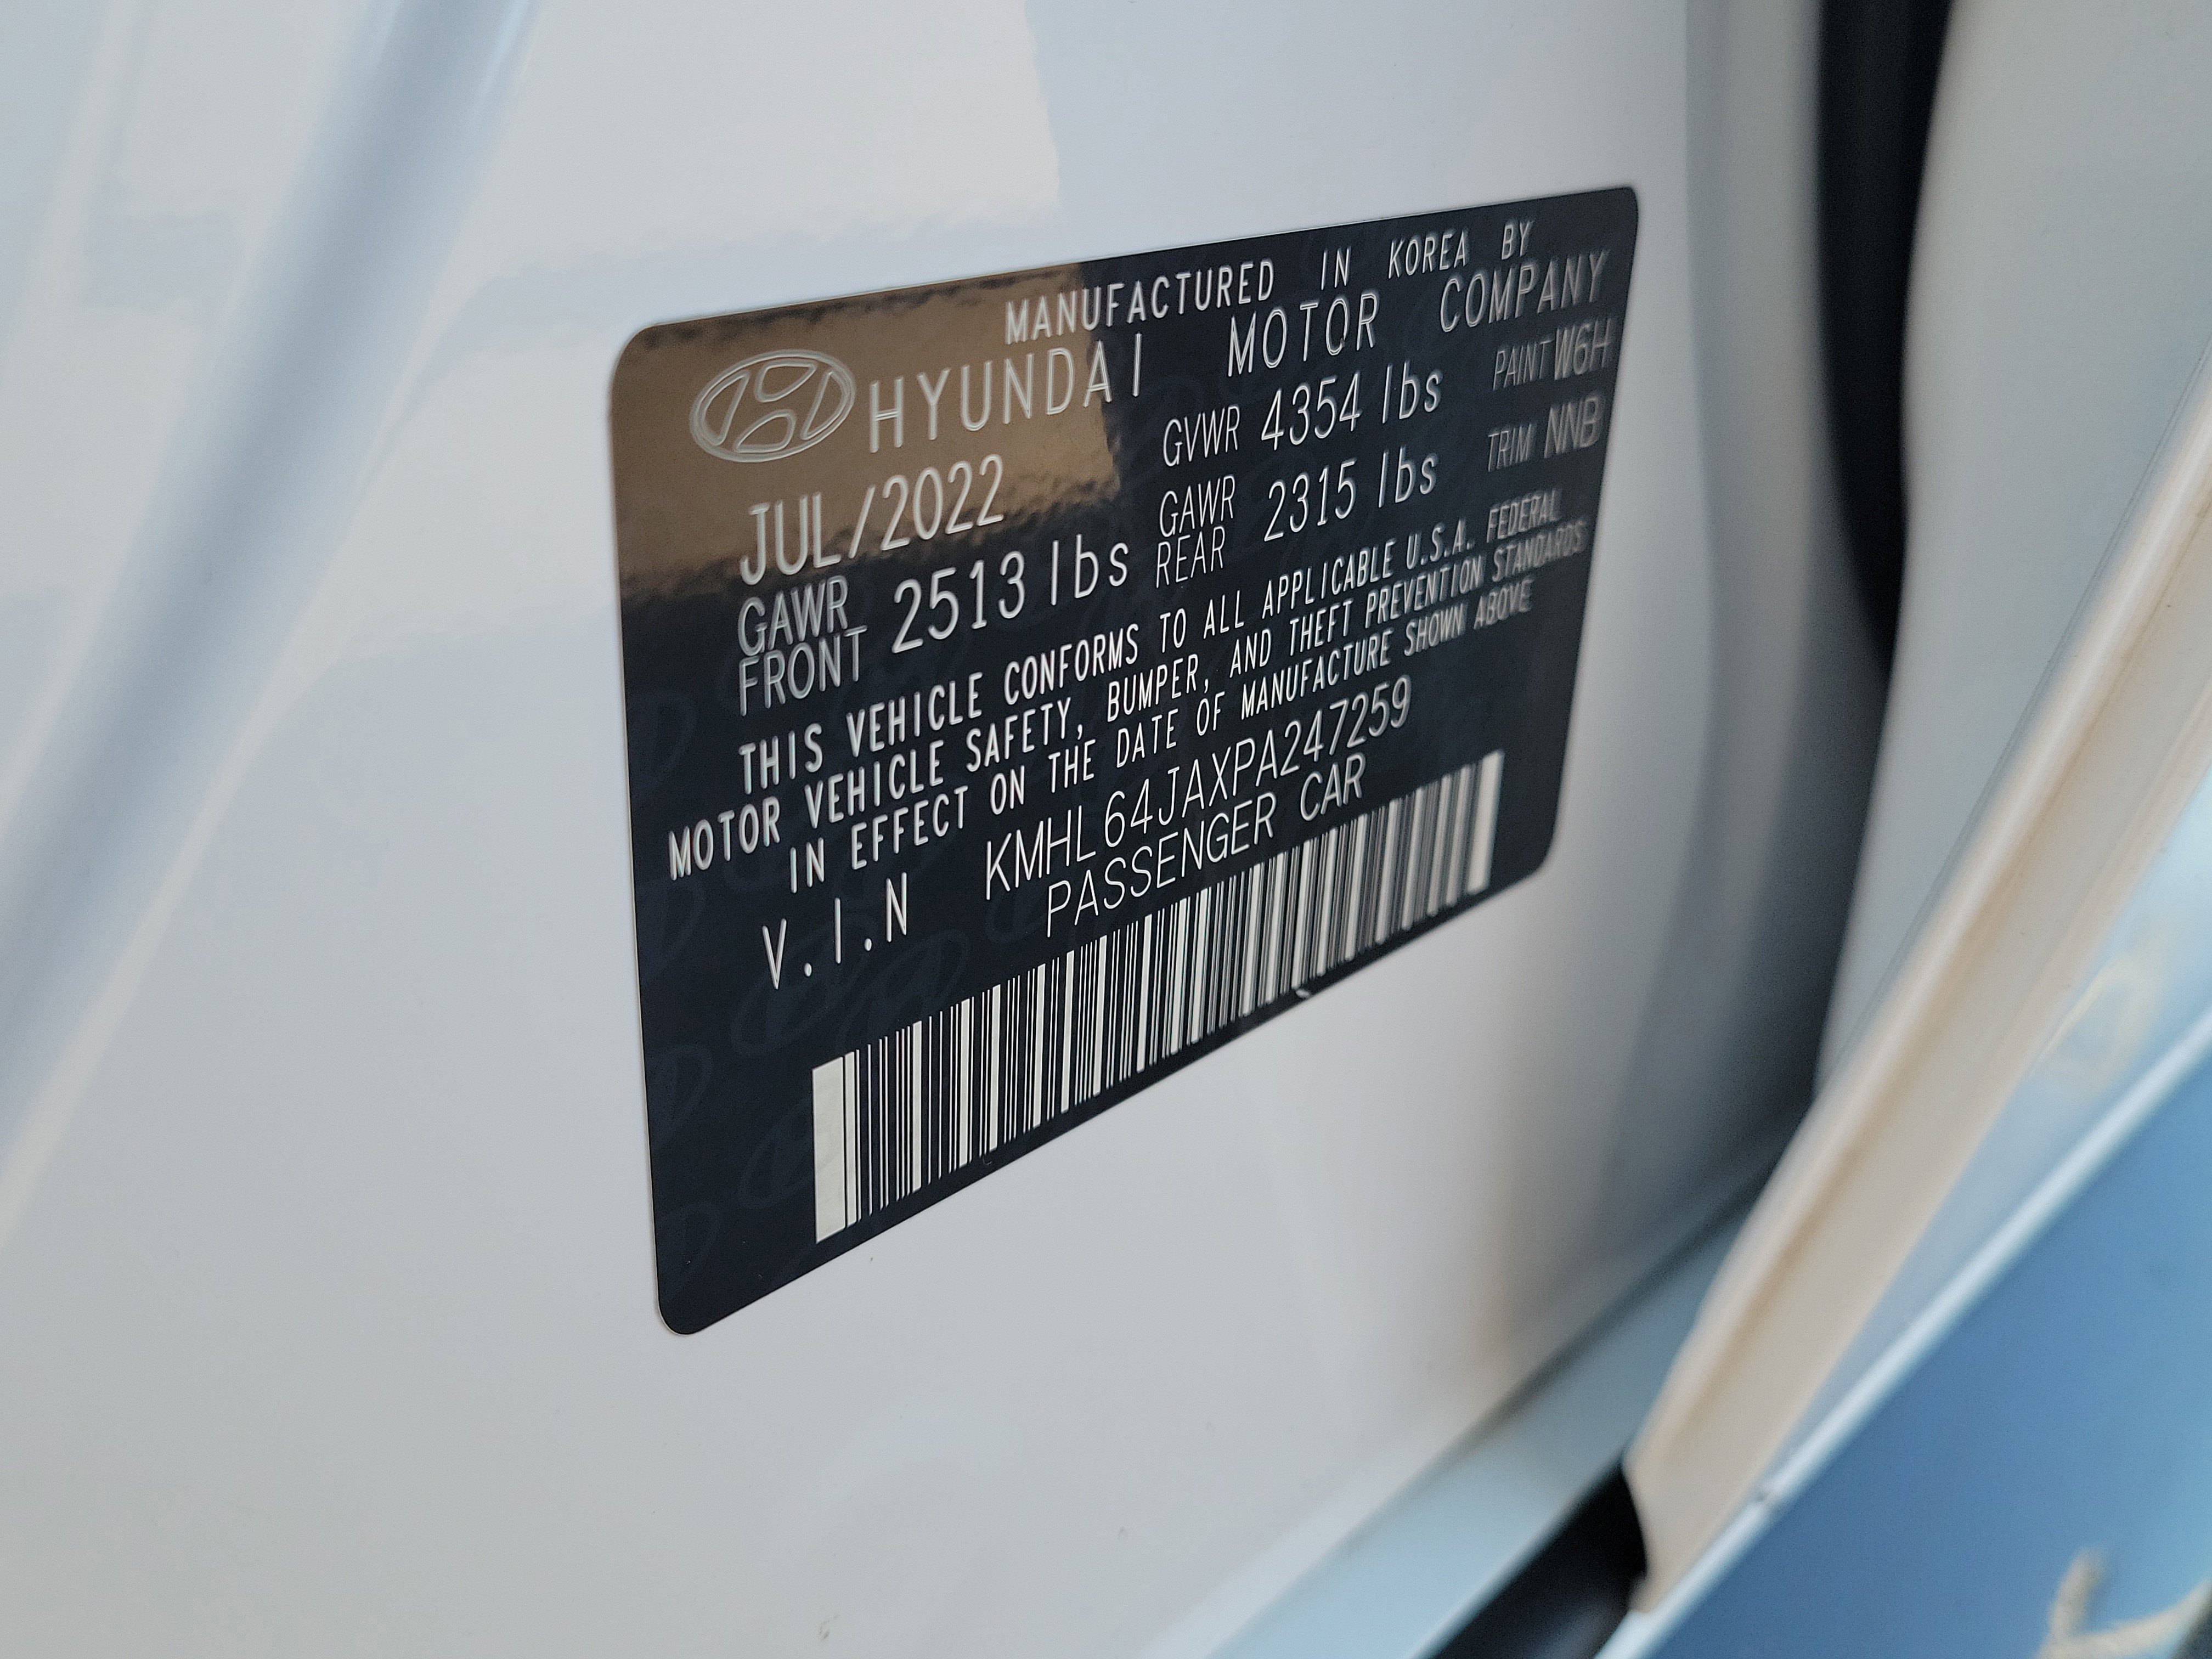 MANUFACTURED IN KOREA BY
HYUNDAI MOTOR COMPANY
JUL/2022 GVWR 4354 lbs PAINT W6H
GAWR FRONT 2513 lbs GAWR REAR 2315 lbs TRIM NNB
THIS VEHICLE CONFORMS TO ALL APPLICABLE U.S.A. FEDERAL
MOTOR VEHICLE SAFETY, BUMPER, AND THEFT PREVENTION STANDARDS
IN EFFECT ON THE DATE OF MANUFACTURE SHOWN ABOVE
V.I.N KMHL64JAXPA247259
PASSENGER CAR